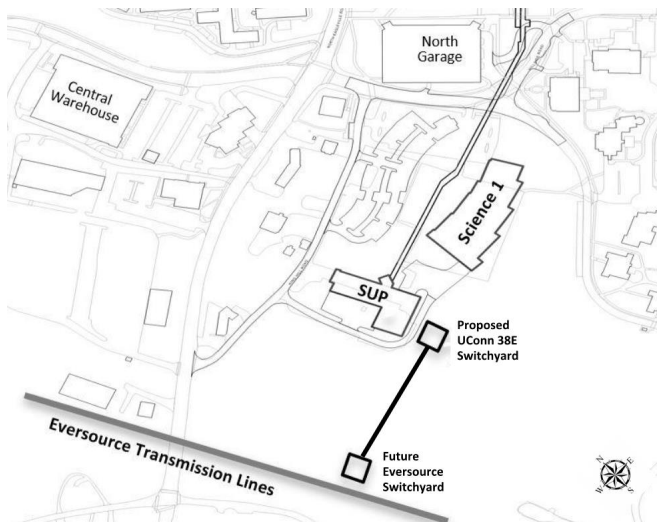 North
Garage
Central
Warehouse
Science 1
SUP
Proposed
UConn 38E
Switchyard
Eversource Transmission Lines
Future
Eversource
Switchyard
N
E
W
S